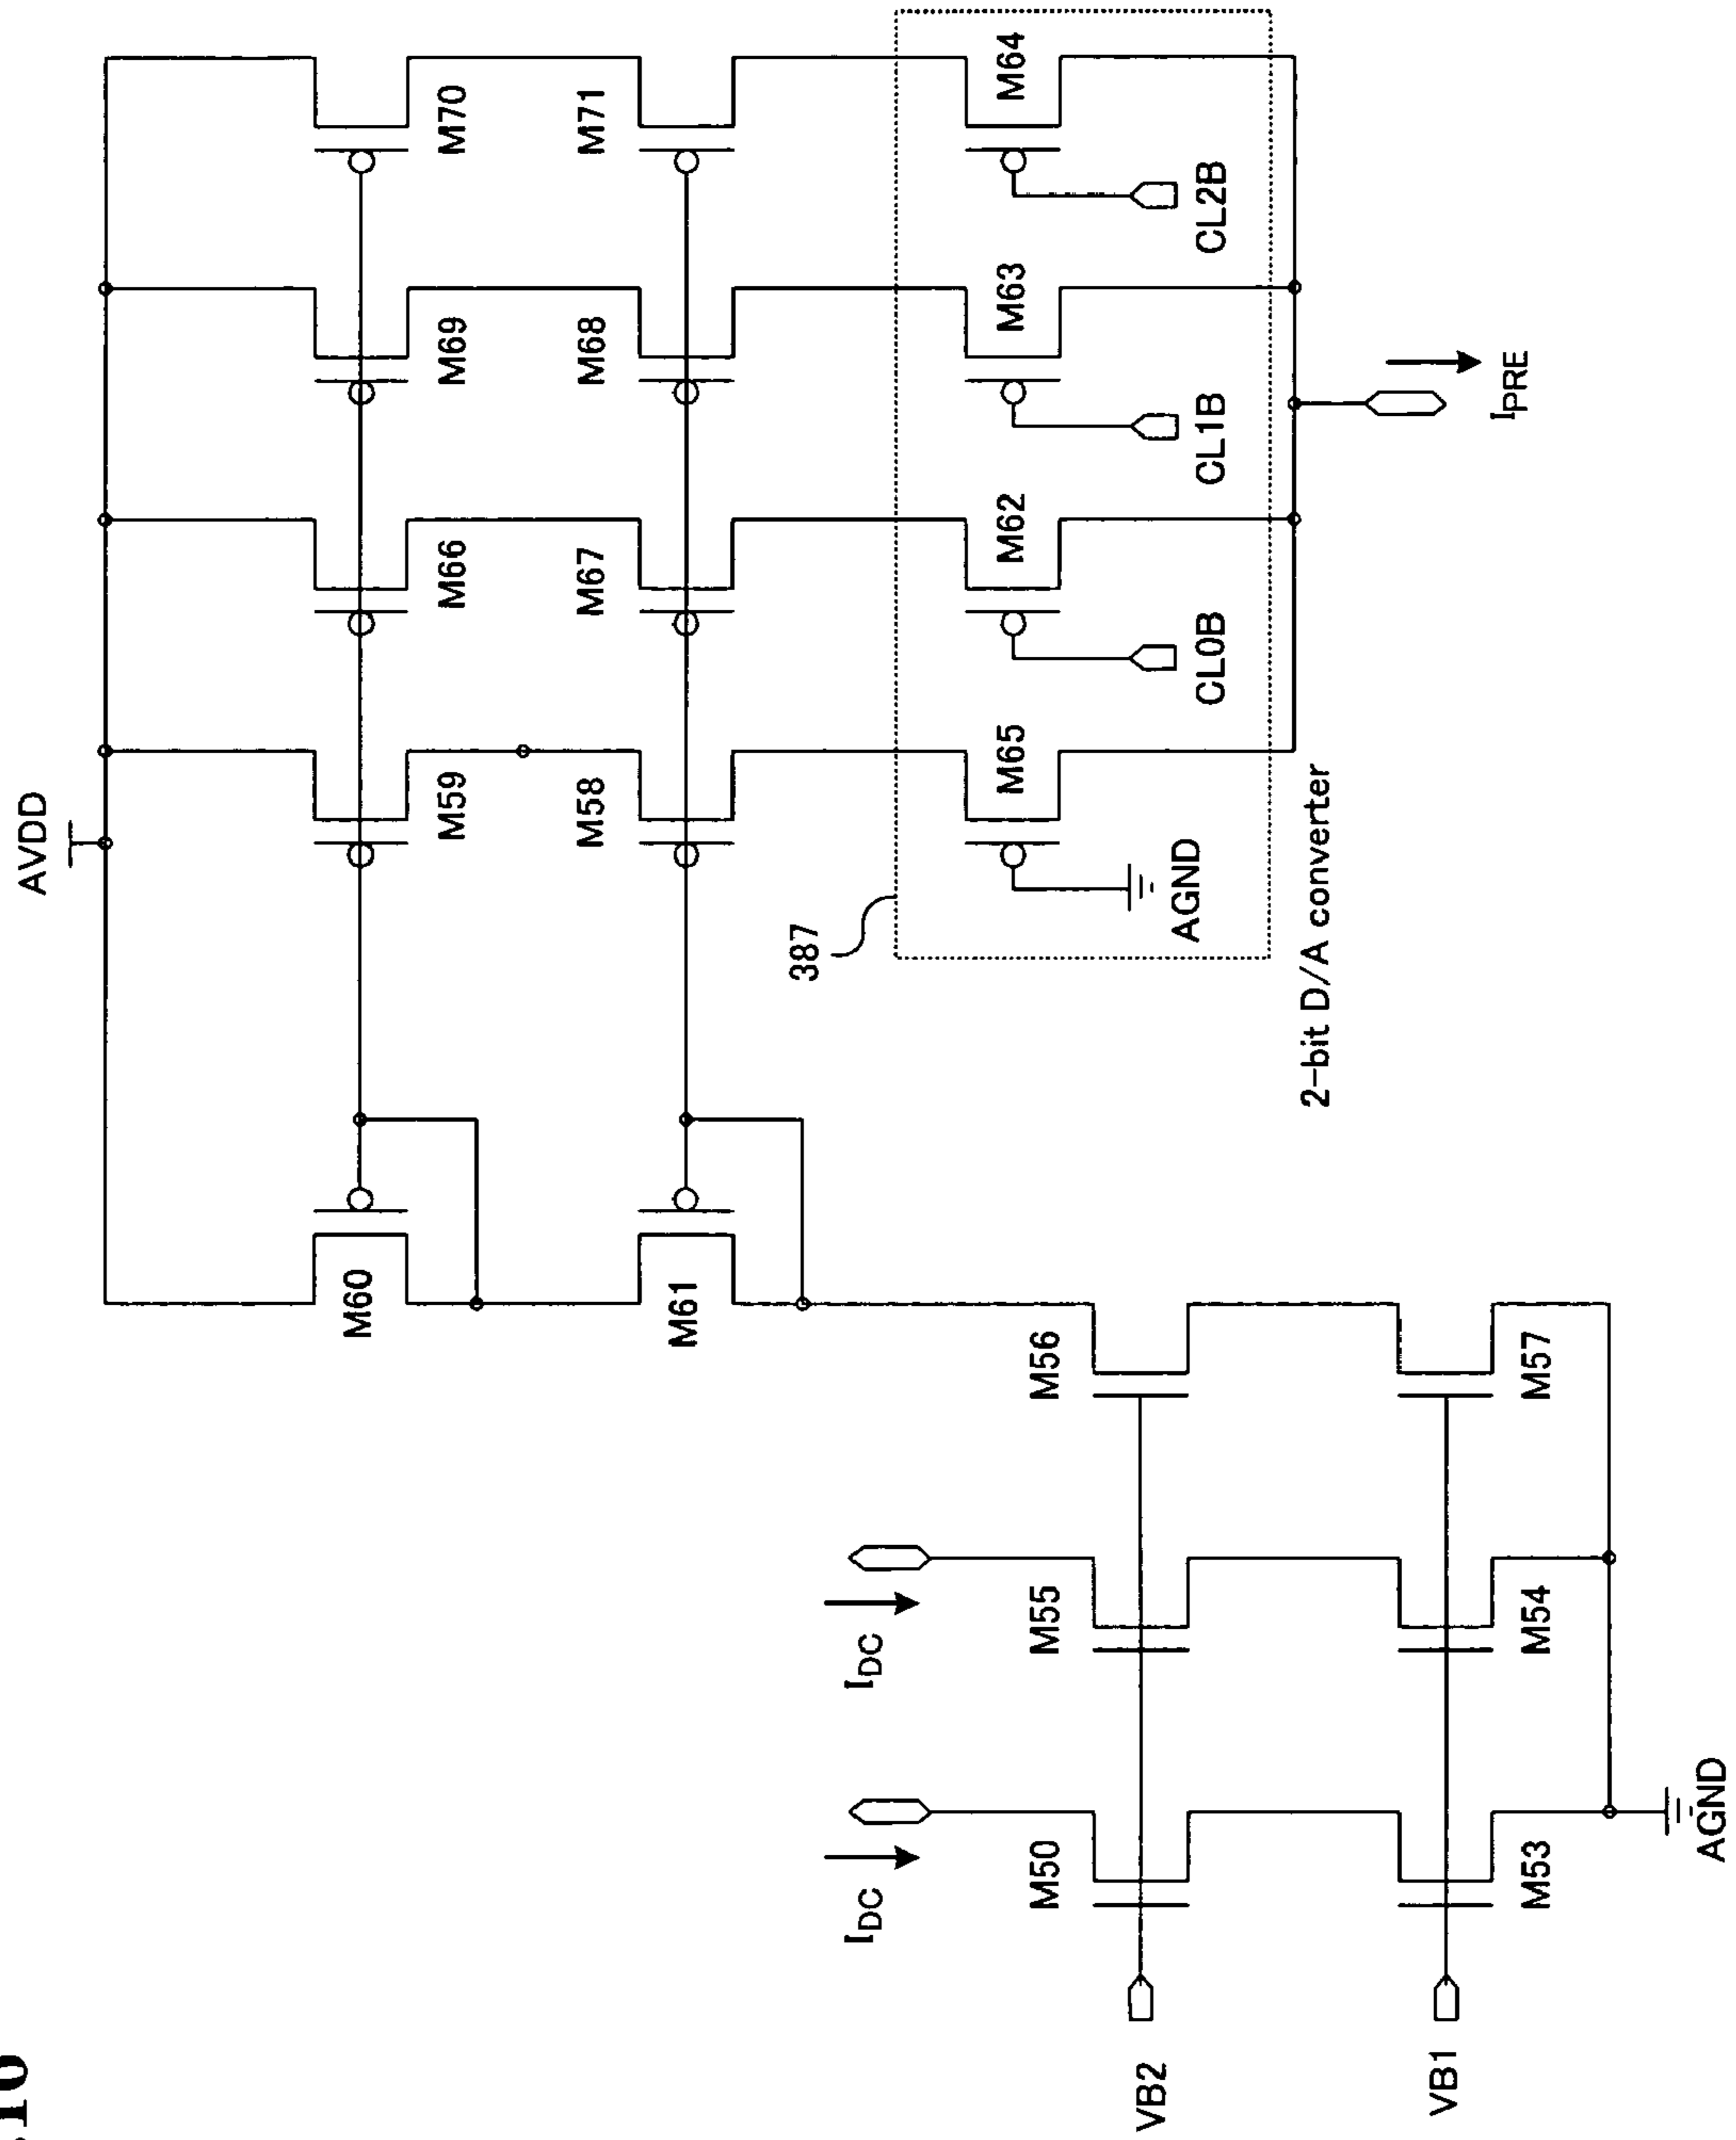 AVDD
M60
M59
M66
M69
M70
M61
M58
M67
M68
M71
387
M65
M62
M63
M64
AGND
CL0B
CL1B
CL2B
2-bit D/A converter
IPRE
IDC
IDC
M50
M55
M56
VB2
M53
M54
M57
VB1
AGND